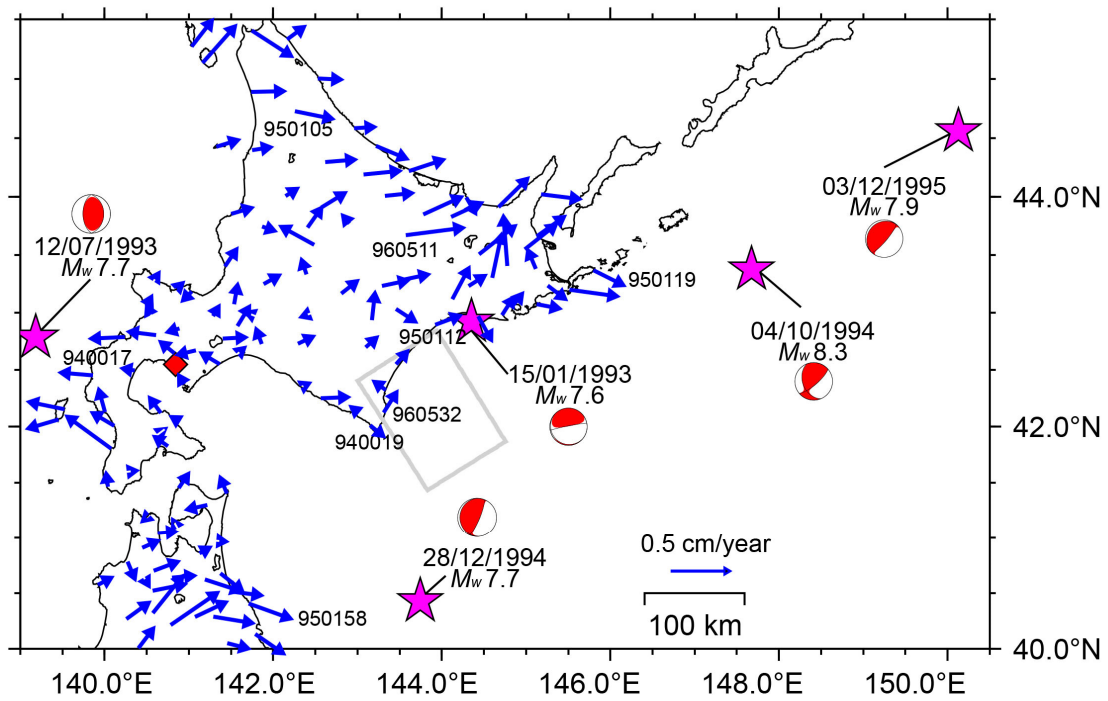 950105
03/12/1995
Mw 7.9
44.0°N
12/07/1993
Mw 7.7
960511
950119
950112
04/10/1994
Mw 8.3
940017
15/01/1993
Mw 7.6
960532
940019
42.0°N
0.5 cm/year
28/12/1994
Mw 7.7
950158
100 km
40.0°N
140.0°E 142.0°E 144.0°E 146.0°E 148.0°E 150.0°E